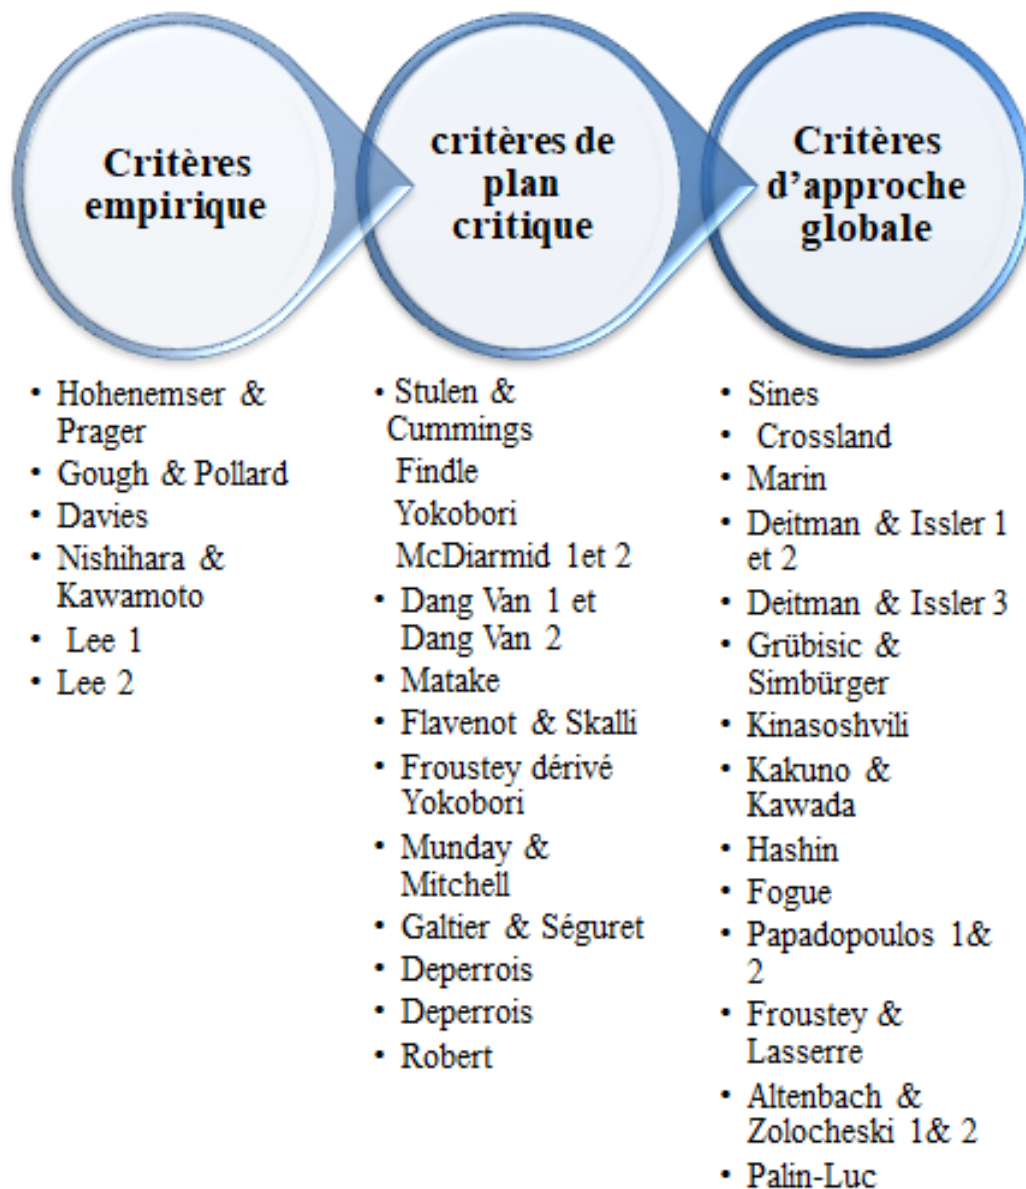 Critères
empirique
critères de
plan
critique
Critères
d'approche
globale
• Hohenemser &
Prager
• Gough & Pollard
• Davies
• Nishihara &
Kawamoto
• Lee 1
• Lee 2
• Stulen &
Cummings
Findle
Yokobori
McDiarmid 1et 2
• Dang Van 1 et
Dang Van 2
• Matake
• Flavenot & Skalli
• Froustey dérivé
Yokobori
• Munday &
Mitchell
• Galtier & Séguret
• Deperrois
• Deperrois
• Robert
• Sines
• Crossland
• Marin
• Deitman & Issler 1
et 2
• Deitman & Issler 3
• Grübisic &
Simbürger
• Kinasoshvili
• Kakuno &
Kawada
• Hashin
• Fogue
• Papadopoulos 1&
2
• Froustey &
Lasserre
• Altenbach &
Zolocheski 1& 2
• Palin-Luc